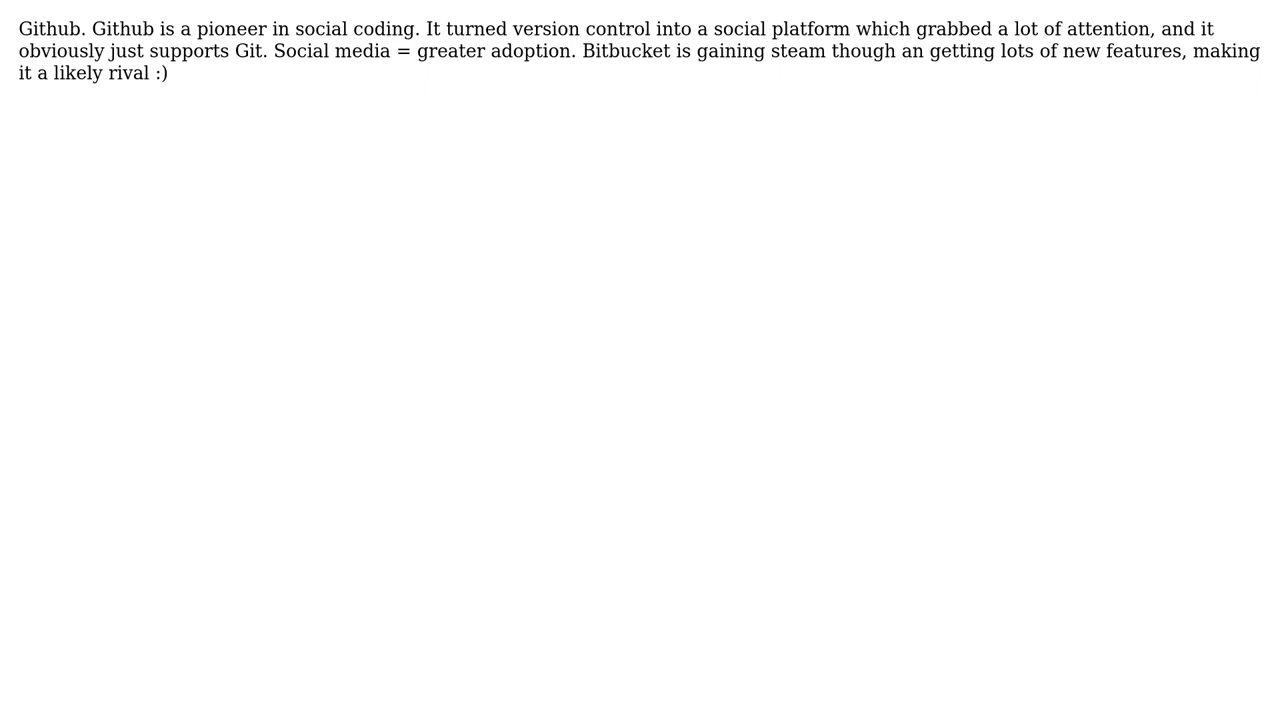 Github. Github is a pioneer in social coding. It turned version control into a social platform which grabbed a lot of attention, and it
obviously just supports Git. Social media = greater adoption. Bitbucket is gaining steam though an getting lots of new features, making
it a likely rival :)